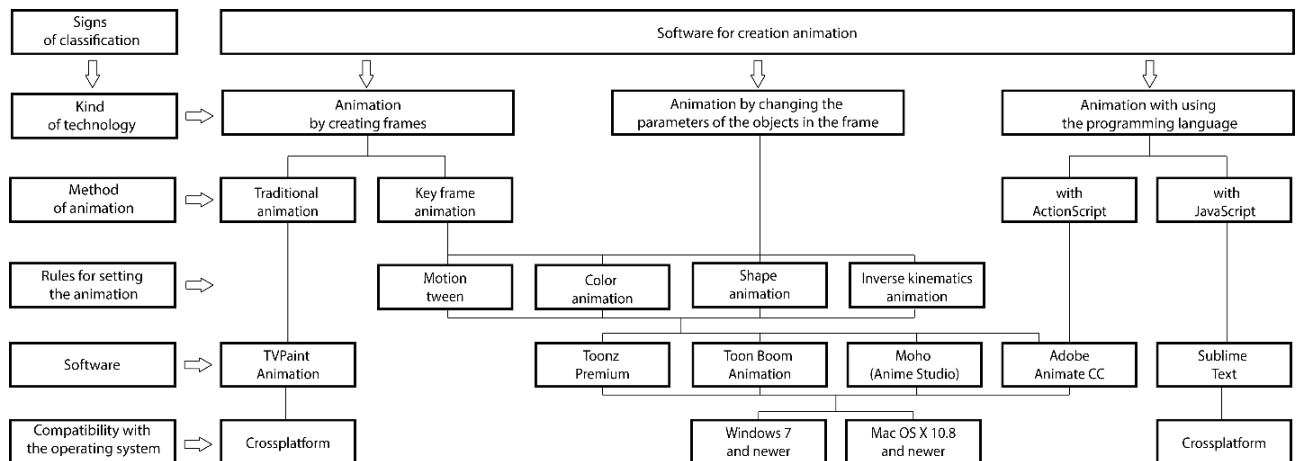 Signs
of classification
Software for creation animation
Kind
of technology
Animation
by creating frames
Animation by changing the
parameters of the objects in the frame
Animation with using
the programming language
Method
of animation
Traditional
animation
Key frame
animation
with
ActionScript
with
JavaScript
Rules for setting
the animation
Motion
tween
Color
animation
Shape
animation
Inverse kinematics
animation
Software
TVPaint
Animation
Toonz
Premium
Toon Boom
Animation
Moho
(Anime Studio)
Adobe
Animate CC
Sublime
Text
Compatibility with
the operating system
Crossplatform
Windows 7
and newer
Mac OS X 10.8
and newer
Crossplatform